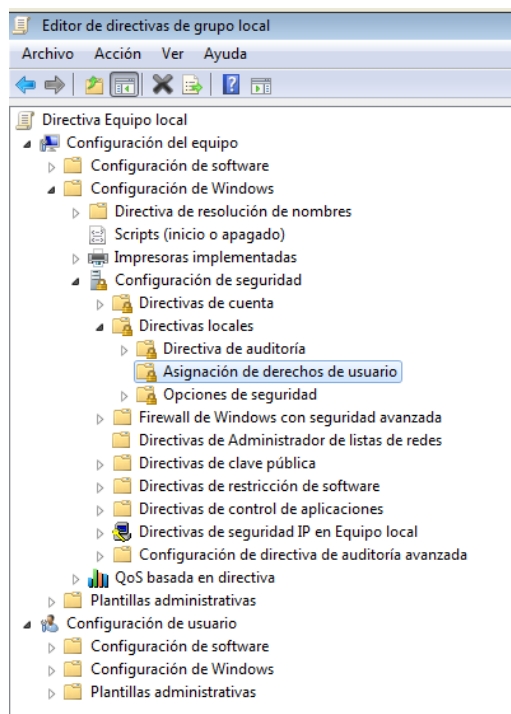 Editor de directivas de grupo local
Archivo Acción Ver Ayuda
Directiva Equipo local
Configuración del equipo
Configuración de software
Configuración de Windows
Directiva de resolución de nombres
Scripts (inicio o apagado)
Impresoras implementadas
Configuración de seguridad
Directivas de cuenta
Directivas locales
Directiva de auditoría
Asignación de derechos de usuario
Opciones de seguridad
Firewall de Windows con seguridad avanzada
Directivas de Administrador de listas de redes
Directivas de clave pública
Directivas de restricción de software
Directivas de control de aplicaciones
Directivas de seguridad IP en Equipo local
Configuración de directiva de auditoría avanzada
QoS basada en directiva
Plantillas administrativas
Configuración de usuario
Configuración de software
Configuración de Windows
Plantillas administrativas